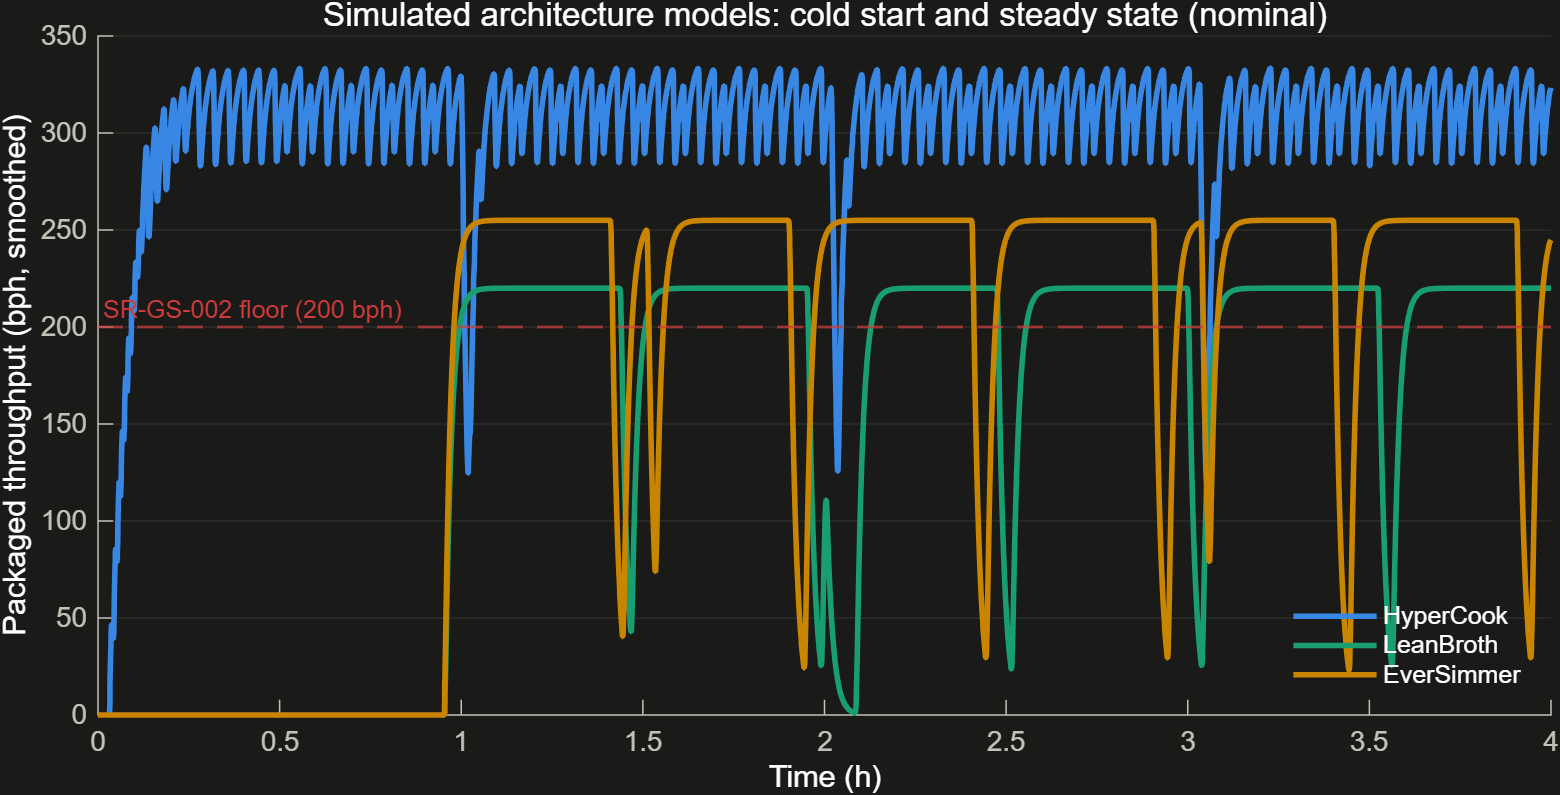 Simulated architecture models: cold start and steady state (nominal)
Packaged throughput (bph, smoothed)
350
300
250
200
150
100
50
0
SR-GS-002 floor (200 bph)
HyperCook
LeanBroth
EverSimmer
0 0.5 1 1.5 2 2.5 3 3.5 4
Time (h)